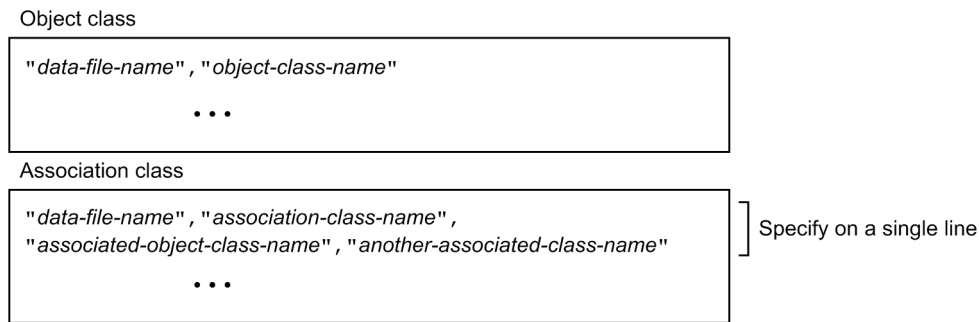 Object class
"data-file-name","object-class-name"
...
Association class
"data-file-name","association-class-name",
"associated-object-class-name","another-associated-class-name"
Specify on a single line
...